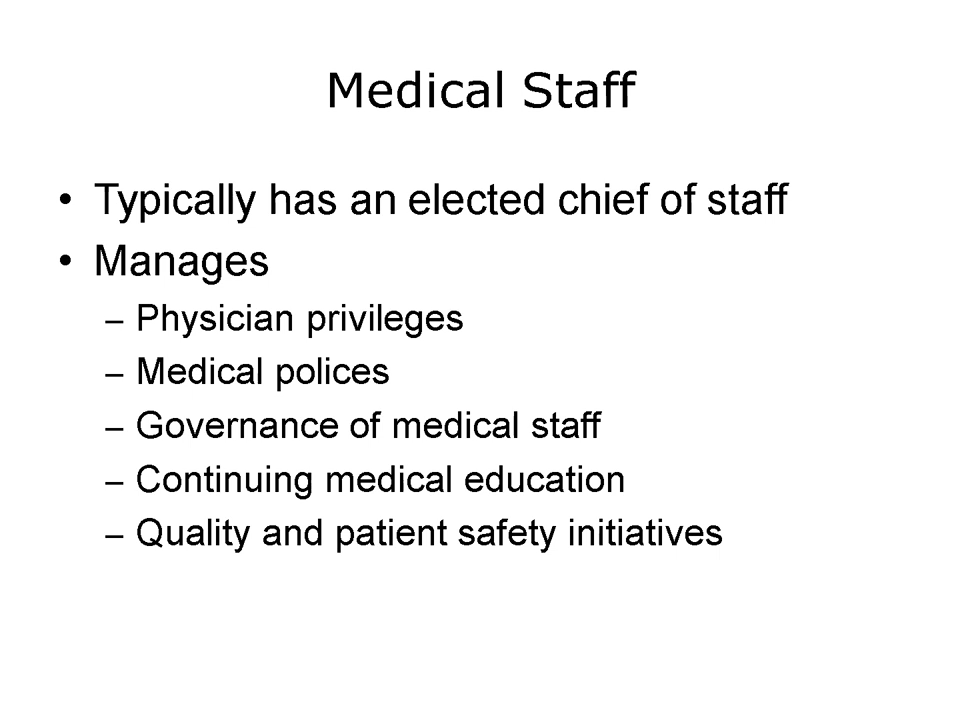 Medical Staff
• Typically has an elected chief of staff
• Manages
– Physician privileges
– Medical polices
– Governance of medical staff
– Continuing medical education
– Quality and patient safety initiatives